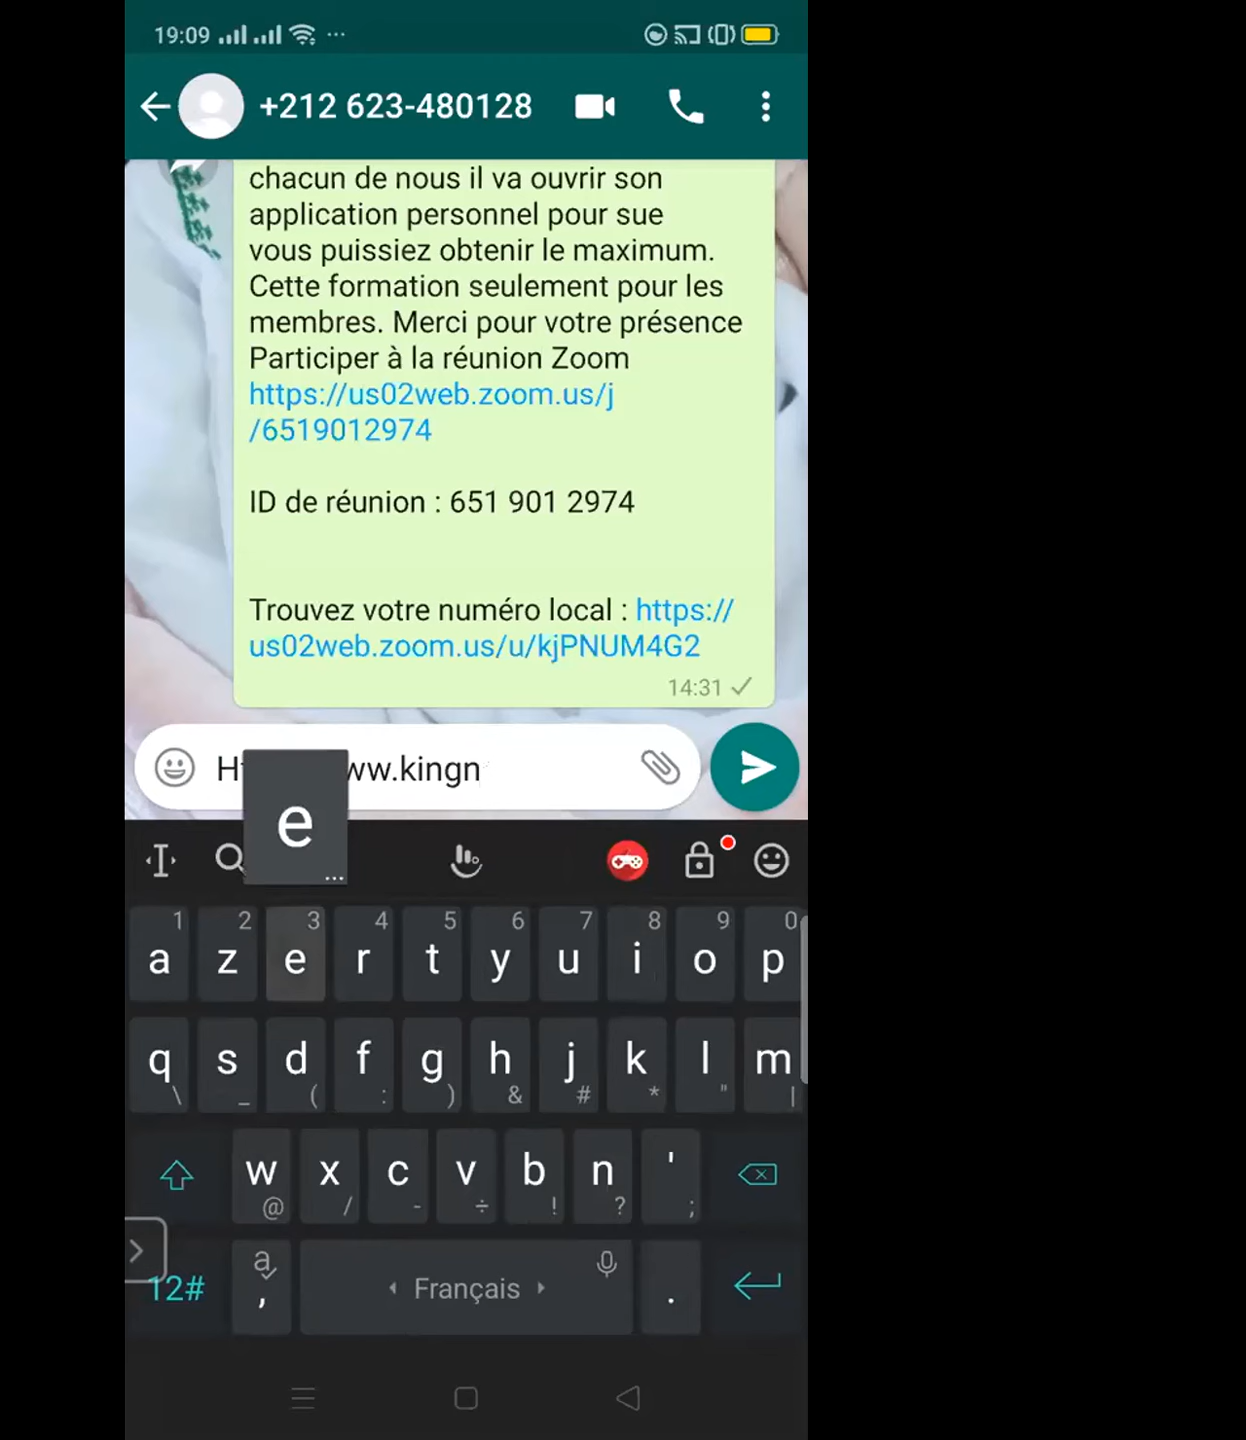 19:09
+212 623-480128
chacun de nous il va ouvrir son
application personnel pour sue
vous puissiez obtenir le maximum.
Cette formation seulement pour les
membres. Merci pour votre présence
Participer à la réunion Zoom
https://us02web.zoom.us/j
/6519012974
ID de réunion : 651 901 2974
Trouvez votre numéro local : https://
us02web.zoom.us/u/kjPNUM4G2
14:31
ww.kingn
e
...
1 2 3 4 5 6 7 8 9 0
a z e r t y u i o p
q s d f g h j k l m
\ _ ( : ) & # * " |
w x c v b n '
@ / - ÷ ! ? ;
12# a , Français .